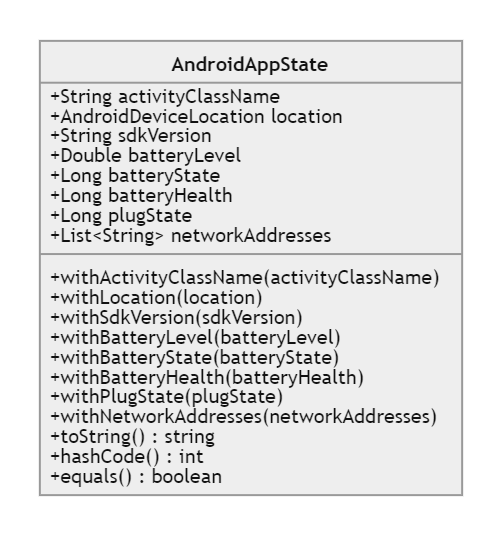 AndroidAppState
+String activityClassName
+AndroidDeviceLocation location
+String sdkVersion
+Double batteryLevel
+Long batteryState
+Long batteryHealth
+Long plugState
+List<String> networkAddresses
+withActivityClassName(activityClassName)
+withLocation(location)
+withSdkVersion(sdkVersion)
+withBatteryLevel(batteryLevel)
+withBatteryState(batteryState)
+withBatteryHealth(batteryHealth)
+withPlugState(plugState)
+withNetworkAddresses(networkAddresses)
+toString() : string
+hashCode() : int
+equals() : boolean